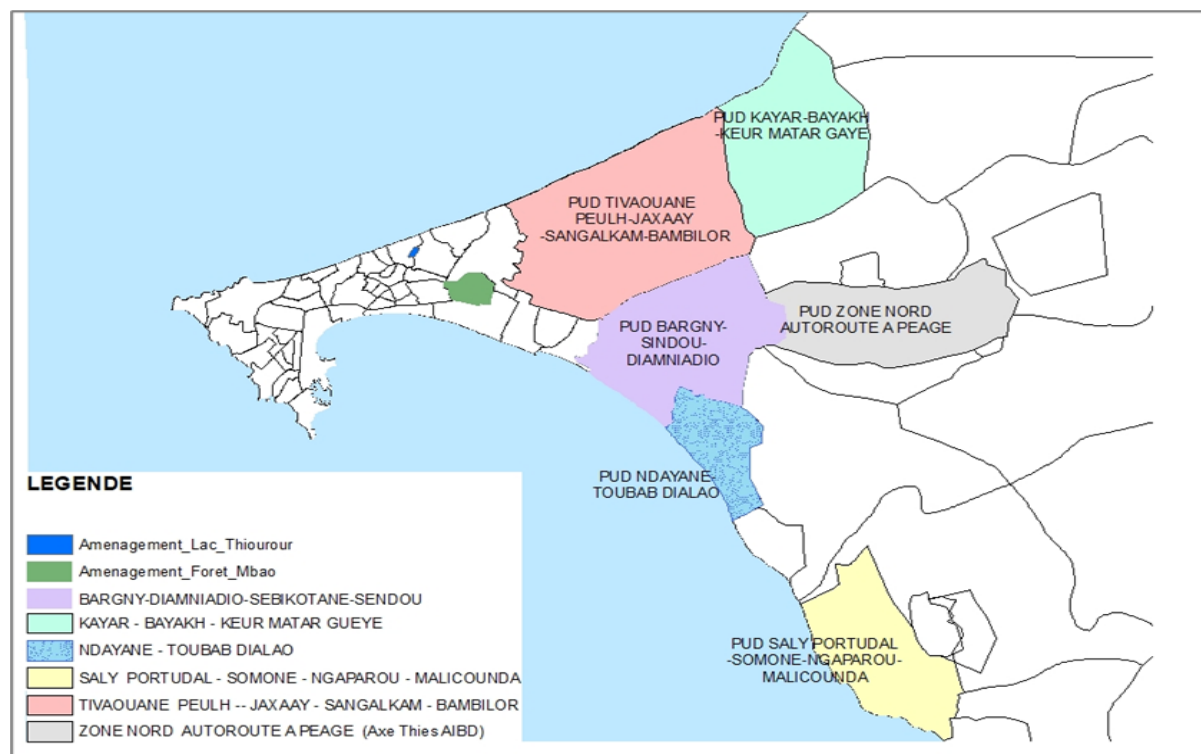 PUD KAYAR-BAYAKH
-KEUR MATAR GAYE
PUD TIVAOUANE
PEULH-JAXAAY
-SANGALKAM-BAMBILOR
PUD ZONE NORD
AUTOROUTE A PEAGE
PUD BARGNY-
SINDOU-
DIAMNIADIO
PUD NDAYANE-
TOUBAB DIALAO
PUD SALY PORTUDAL
-SOMONE-NGAPAROU-
MALICOUNDA
LEGENDE
Amenagement_Lac_Thiourour
Amenagement_Foret_Mbao
BARGNY-DIAMNIADIO-SEBIKOTANE-SENDOU
KAYAR - BAYAKH - KEUR MATAR GUEYE
NDAYANE - TOUBAB DIALAO
SALY PORTUDAL - SOMONE - NGAPAROU - MALICOUNDA
TIVAOUANE PEULH -- JAXAAY - SANGALKAM - BAMBILOR
ZONE NORD AUTOROUTE A PEAGE (Axe Thies AIBD)